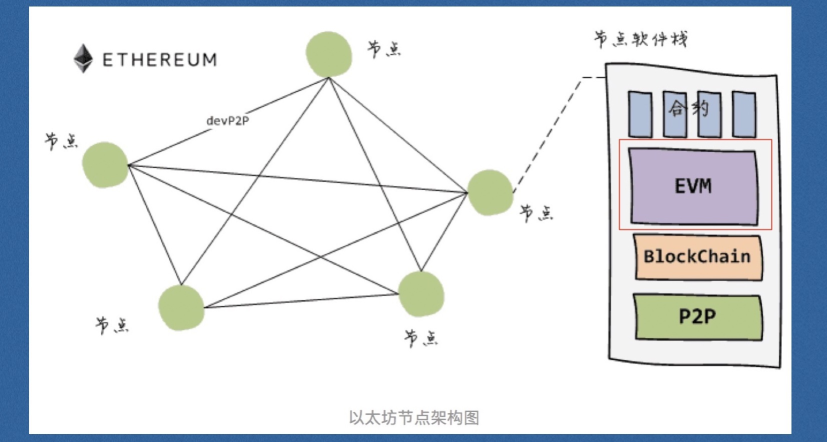 ETHEREUM
节点
节点软件栈
devP2P
合约
节点
EVM
节点
BlockChain
P2P
节点
节点
以太坊节点架构图